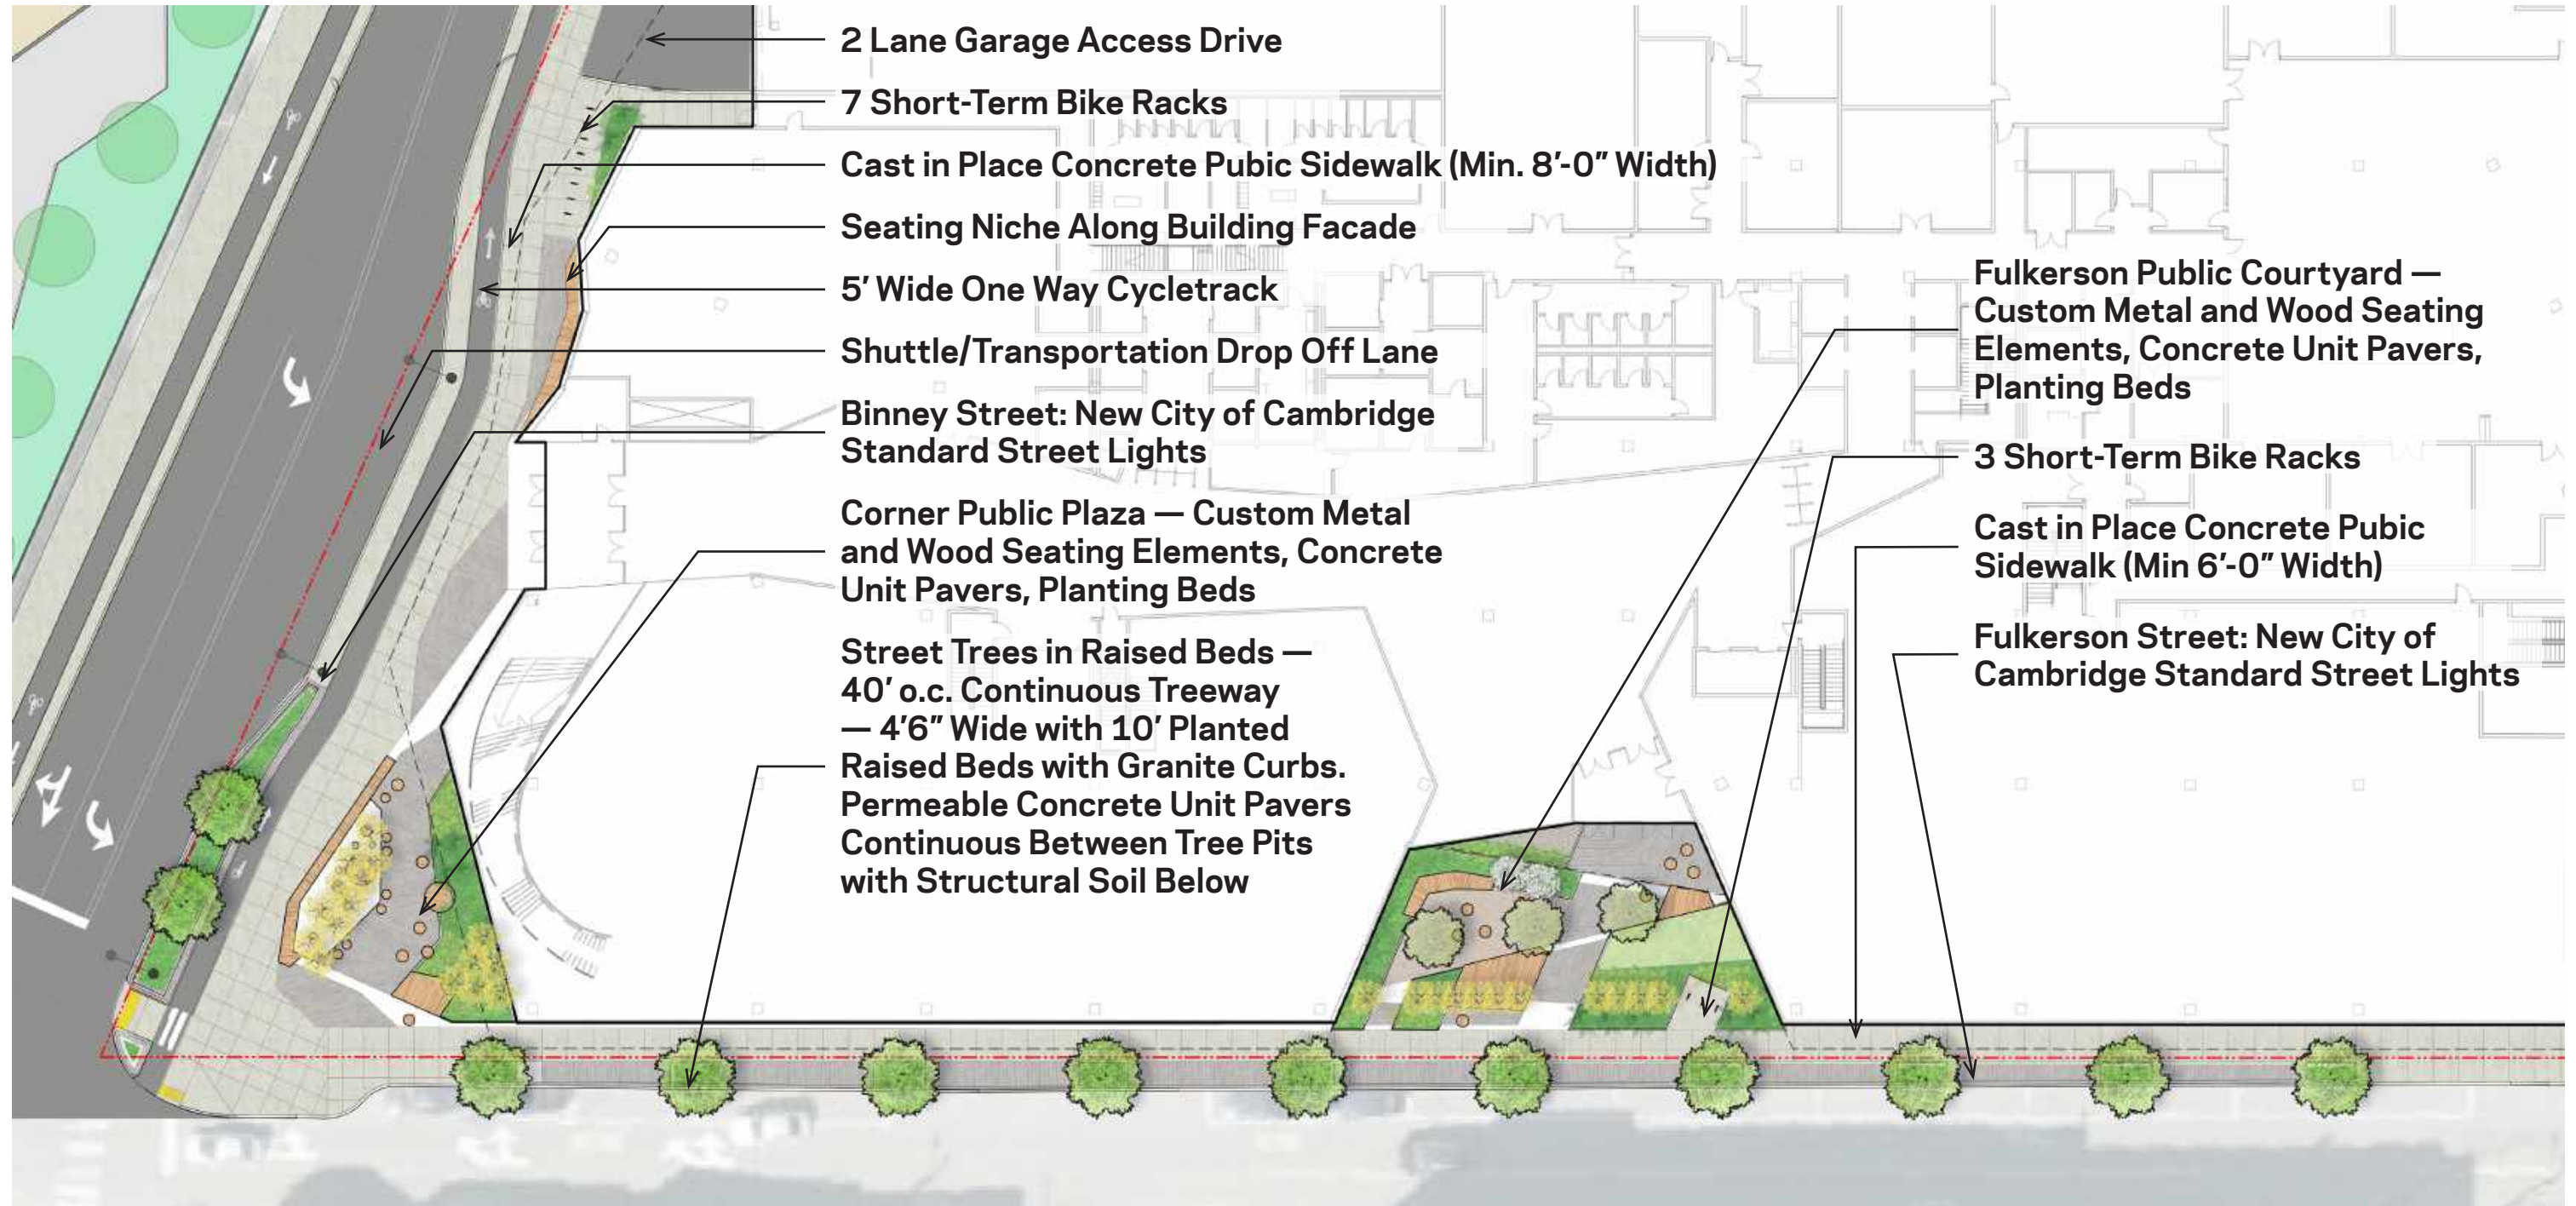 2 Lane Garage Access Drive
7 Short-Term Bike Racks
Cast in Place Concrete Pubic Sidewalk (Min. 8’-0” Width)
Seating Niche Along Building Facade
5’ Wide One Way Cycletrack
Shuttle/Transportation Drop Off Lane
Binney Street: New City of Cambridge
Standard Street Lights
Corner Public Plaza — Custom Metal
and Wood Seating Elements, Concrete
Unit Pavers, Planting Beds
Street Trees in Raised Beds —
40’ o.c. Continuous Treeway
— 4’6” Wide with 10’ Planted
Raised Beds with Granite Curbs.
Permeable Concrete Unit Pavers
Continuous Between Tree Pits
with Structural Soil Below
Fulkerson Public Courtyard —
Custom Metal and Wood Seating
Elements, Concrete Unit Pavers,
Planting Beds
3 Short-Term Bike Racks
Cast in Place Concrete Pubic
Sidewalk (Min 6’-0” Width)
Fulkerson Street: New City of
Cambridge Standard Street Lights